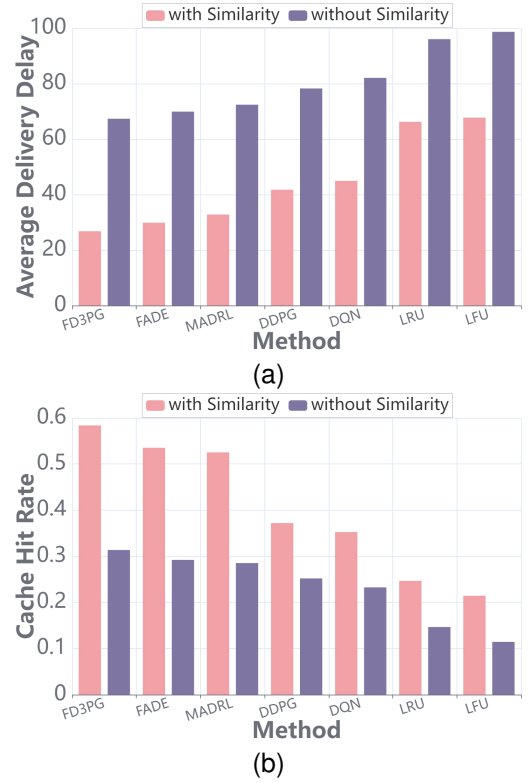 with Similarity without Similarity
100
80
60
40
20
0
Average Delivery Delay
FD3PG FADE MADRL DDPG DQN LRU LFU
Method
(a)
with Similarity without Similarity
0.6
0.5
0.4
0.3
0.2
0.1
0
Cache Hit Rate
FD3PG FADE MADRL DDPG DQN LRU LFU
Method
(b)